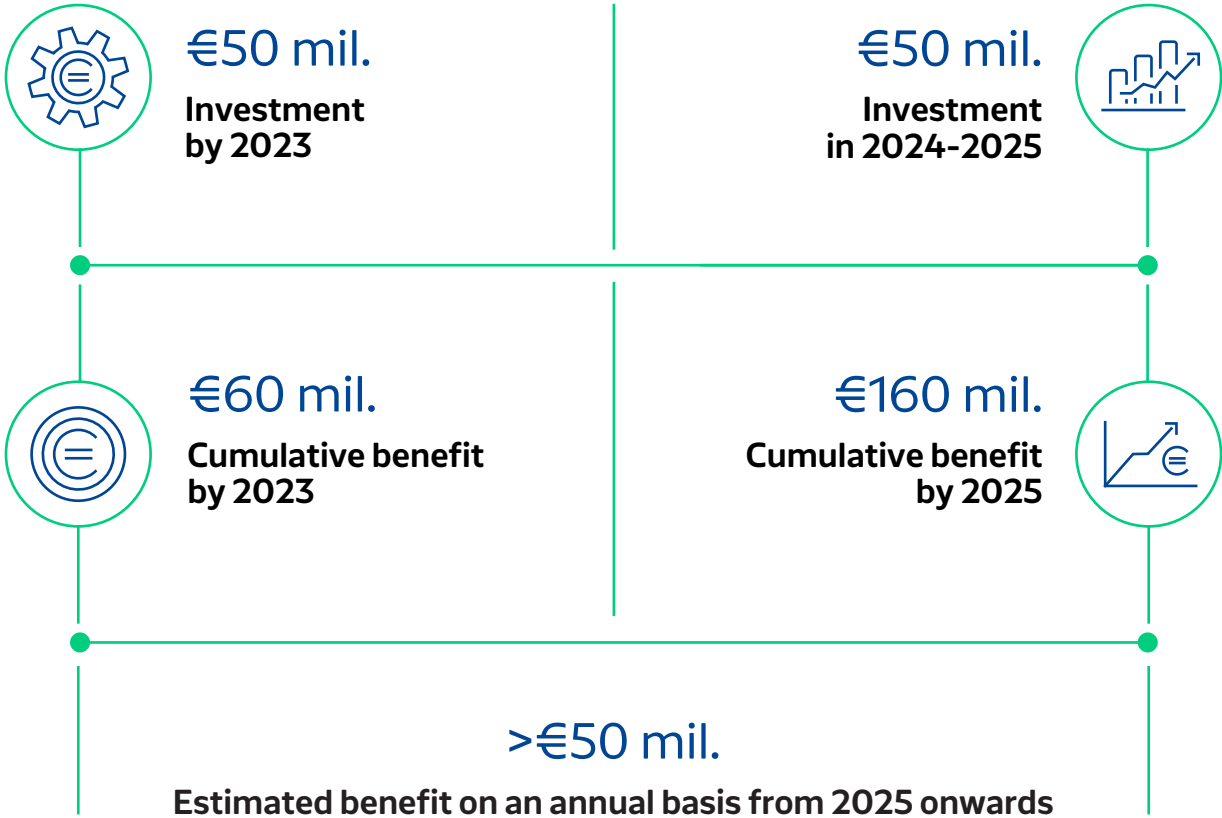 €50 mil.
Investment
by 2023
€50 mil.
Investment
in 2024-2025
€60 mil.
Cumulative benefit
by 2023
€160 mil.
Cumulative benefit
by 2025
>€50 mil.
Estimated benefit on an annual basis from 2025 onwards